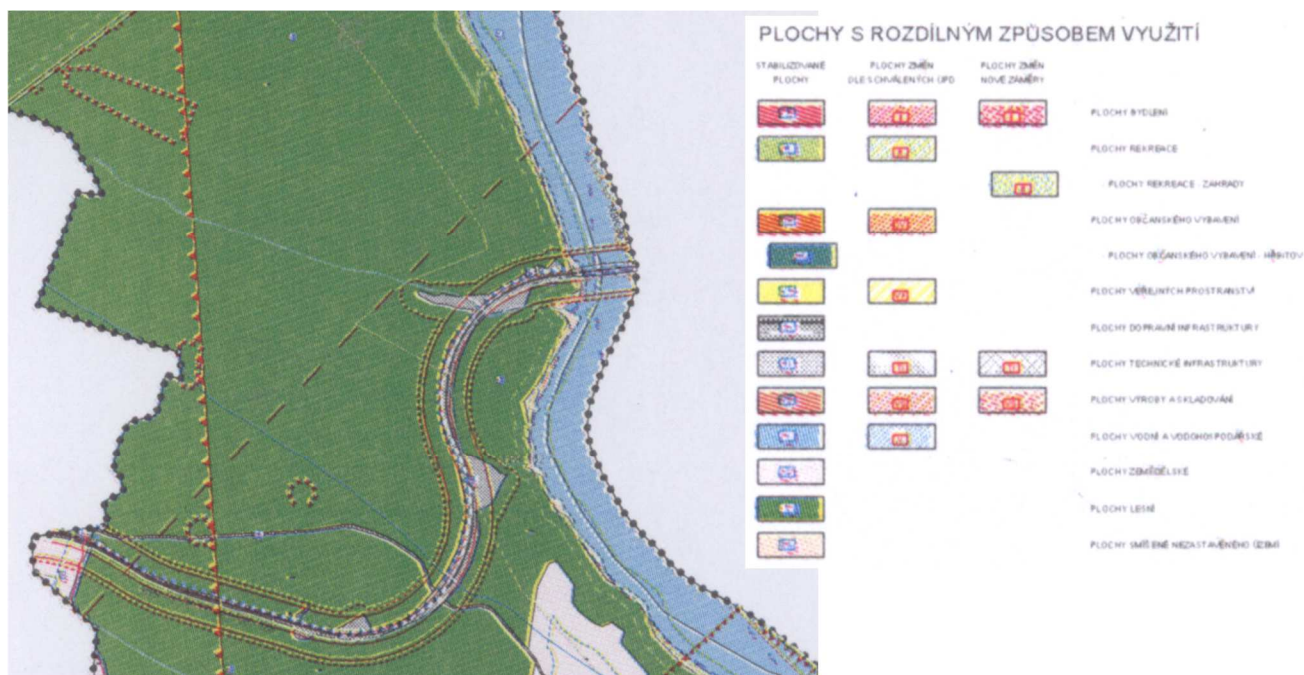 PLOCHY S ROZDÍLNÝM ZPŮSOBEM VYUŽITÍ
STABILIZOVANÉ PLOCHY
PLOCHY ZMĚN DLE SCHVÁLENÝCH ÚPD
PLOCHY ZMĚN NOVÉ ZÁMĚRY
PLOCHY BYDLENÍ
PLOCHY REKREACE
PLOCHY REKREACE - ZAHRADY
PLOCHY OBČANSKÉHO VYBAVENÍ
PLOCHY OBČANSKÉHO VYBAVENÍ - HŘBITOV
PLOCHY VEŘEJNÝCH PROSTRANSTVÍ
PLOCHY DOPRAVNÍ INFRASTRUKTURY
PLOCHY TECHNICKÉ INFRASTRUKTURY
PLOCHY VÝROBY A SKLADOVÁNÍ
PLOCHY VODNÍ A VODOHOSPODÁŘSKÉ
PLOCHY ZEMĚDĚLSKÉ
PLOCHY LESNÍ
PLOCHY SMÍŠENÉ NEZASTAVĚNÉHO ÚZEMÍ